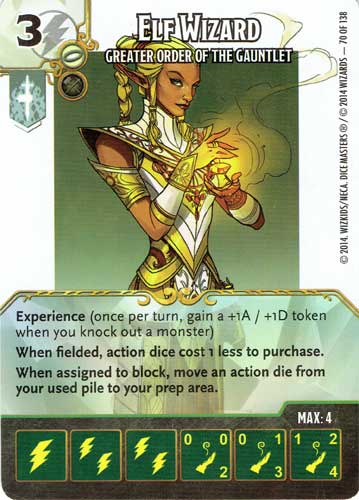 3
ELF WIZARD
GREATER ORDER OF THE GAUNTLET
© 2014. WIZKIDS/NECA. DICE MASTERS® / © 2014 WIZARDS — 70 OF 138
Experience (once per turn, gain a +1A / +1D token
when you knock out a monster)
When fielded, action dice cost 1 less to purchase.
When assigned to block, move an action die from
your used pile to your prep area.
MAX: 4
0 0 2
0 1 3
1 2 4